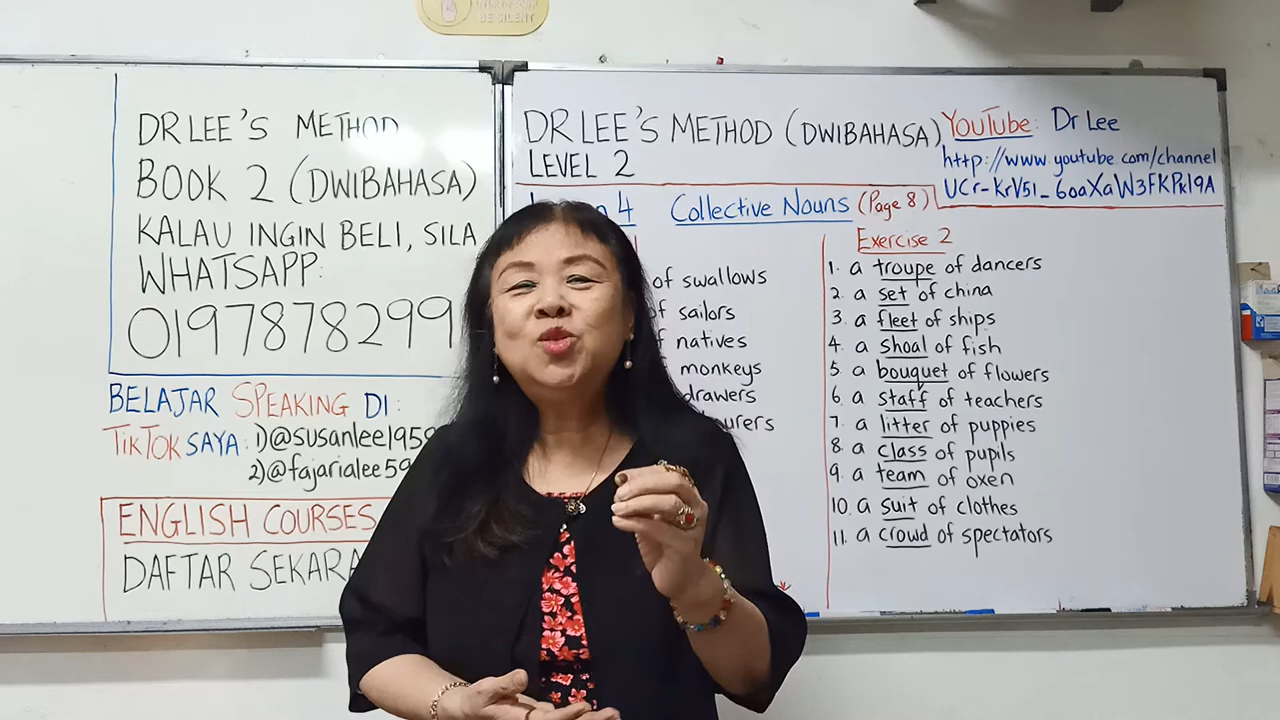 BE SILENT
DR LEE'S METHOD
BOOK 2 (DWIBAHASA)
KALAU INGIN BELI, SILA
WHATSAPP:
0197878299
BELAJAR SPEAKING DI:
TIKTOK SAYA: 1)@susanlee1959
2)@fajarialee59
ENGLISH COURSES
DAFTAR
DR LEE'S METHOD (DWIBAHASA)
LEVEL 2
YouTube: Dr Lee
http://www.youtube.com/channel
UCr-KrV51_6oaXaW3FKPkl9A
4 Collective Nouns (Page 8)
of swallows
of sailors
natives
monkeys
drawers
Exercise 2
1. a troupe of dancers
2. a set of china
3. a fleet of ships
4. a shoal of fish
5. a bouquet of flowers
6. a staff of teachers
7. a litter of puppies
8. a class of pupils
9. a team of oxen
10. a suit of clothes
11. a crowd of spectators